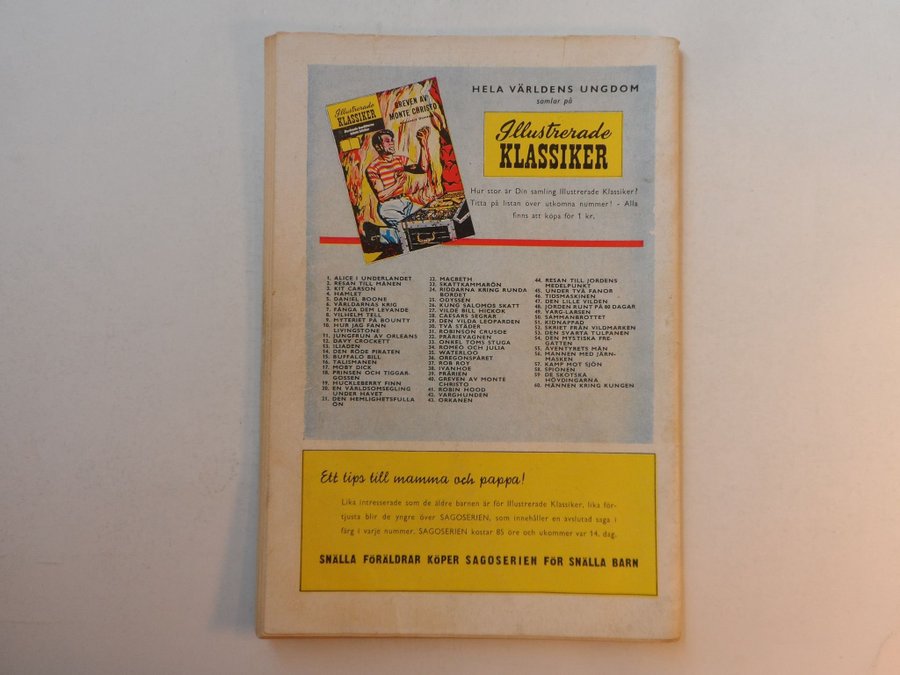 Illustrerade
KLASSIKER
GREVEN AV
MONTE CHRISTO
HELA VÄRLDENS UNGDOM
samlar på
Illustrerade
KLASSIKER
Hur stor är Din samling Illustrerade Klassiker?
Titta på listan över utkomna nummer! - Alla
finns att köpa för 1 kr.
1. ALICE I UNDERLANDET
2. RESAN TILL MÅNEN
3. KIT CARSON
4. HAMLET
5. DANIEL BOONE
6. VÄRLDARNAS KRIG
7. FÅNGA DEM LEVANDE
8. VILHELM TELL
9. MYTERIET PÅ BOUNTY
10. HUR JAG FANN
LIVINGSTONE
11. JUNGFRUN AV ORLEANS
12. DAVY CROCKETT
13. ILIADEN
14. DEN RÖDE PIRATEN
15. BUFFALO BILL
16. TALISMANEN
17. MOBY DICK
18. PRINSEN OCH TIGGAR-
GOSSEN
19. HUCKLEBERRY FINN
20. EN VÄRLDSOMSEGLING
UNDER HAVET
21. DEN HEMLIGHETSFULLA
ÖN
22. MACBETH
23. SKATTKAMMARÖN
24. RIDDARNA KRING RUNDA
BORDET
25. ODYSSEN
26. KUNG SALOMOS SKATT
27. VILDE BILL HICKOK
28. CAESARS SEGRAR
29. DEN VILDA LEOPARDEN
30. TVÅ STÄDER
31. ROBINSON CRUSOE
32. PRÄRIEVAGNEN
33. ONKEL TOMS STUGA
34. ROMEO OCH JULIA
35. WATERLOO
36. OREGONSPÅRET
37. ROB ROY
38. IVANHOE
39. PRÄRIEN
40. GREVEN AV MONTE
CHRISTO
41. ROBIN HOOD
42. VARGHUNDEN
43. ORKANEN
44. RESAN TILL JORDENS
MEDELPUNKT
45. UNDER TVÅ FANOR
46. TIDSMASKINEN
47. DEN LILLE VILDEN
48. JORDEN RUNT PÅ 80 DAGAR
49. VARG-LARSEN
50. SAMMANBROTTET
51. KIDNAPPAD
52. SKRIET FRÅN VILDMARKEN
53. DEN SVARTA TULPANEN
54. DEN MYSTISKA FRE-
GATTEN
55. ÄVENTYRETS MÄN
56. MANNEN MED JÄRN-
MASKEN
57. KAMP MOT SJÖN
58. SPIONEN
59. DE SKOTSKA
HÖVDINGARNA
60. MÄNNEN KRING KUNGEN
Ett tips till mamma och pappa!
Lika intresserade som de äldre barnen är för Illustrerade Klassiker, lika för-
tjusta blir de yngre över SAGOSERIEN, som innehåller en avslutad saga i
färg i varje nummer. SAGOSERIEN kostar 85 öre och utkommer var 14. dag.
SNÄLLA FÖRÄLDRAR KÖPER SAGOSERIEN FÖR SNÄLLA BARN